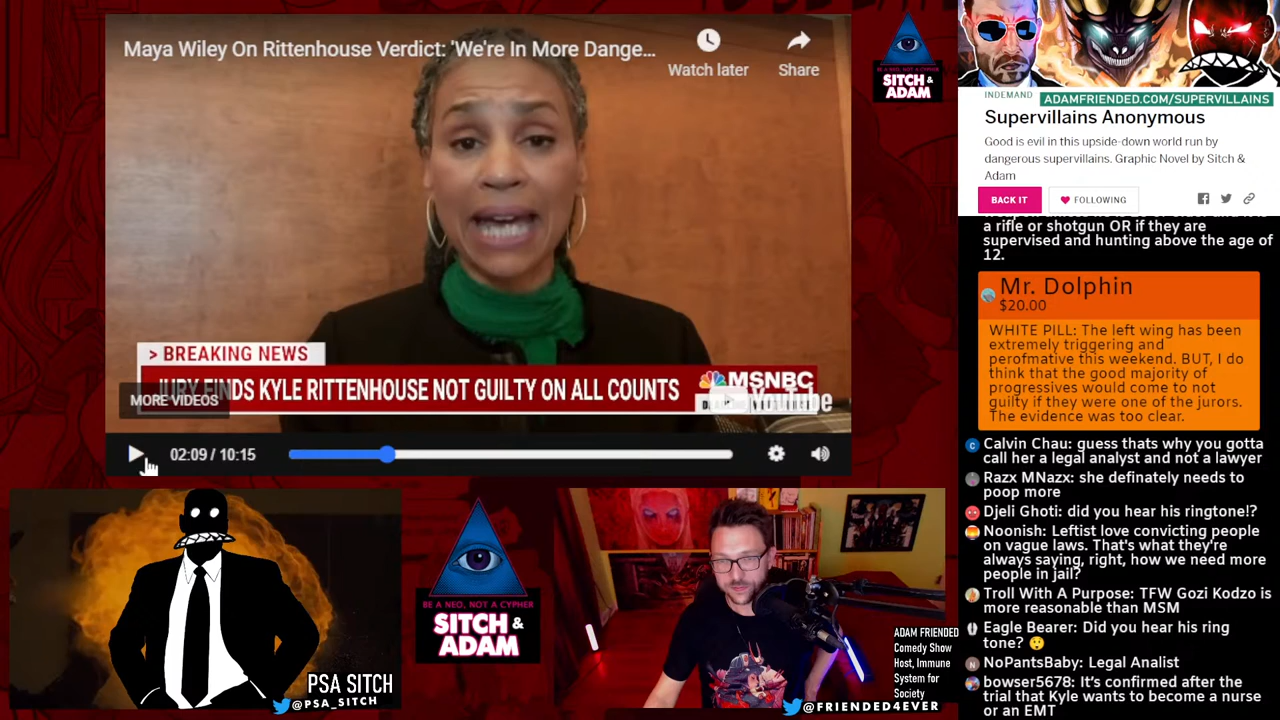 Maya Wiley On Rittenhouse Verdict: 'We're In More Dange...
Watch later
Share
> BREAKING NEWS
JURY FINDS KYLE RITTENHOUSE NOT GUILTY ON ALL COUNTS
MSNBC
YouTube
MORE VIDEOS
02:09 / 10:15
BE A NEO, NOT A CYPHER
SITCH &
ADAM
INDEMAND
ADAMFRIENDED.COM/SUPERVILLAINS
Supervillains Anonymous
Good is evil in this upside-down world run by
dangerous supervillains. Graphic Novel by Sitch &
Adam
BACK IT
FOLLOWING
a rifle or shotgun OR if they are
supervised and hunting above the age of
12.
Mr. Dolphin
$20.00
WHITE PILL: The left wing has been
extremely triggering and
perofmative this weekend. BUT, I do
think that the good majority of
progressives would come to not
guilty if they were one of the jurors.
The evidence was too clear.
Calvin Chau: guess thats why you gotta
call her a legal analyst and not a lawyer
Razx MNazx: she definately needs to
poop more
Djeli Ghoti: did you hear his ringtone!?
Noonish: Leftist love convicting people
on vague laws. That's what they're
always saying, right, how we need more
people in jail?
Troll With A Purpose: TFW Gozi Kodzo is
more reasonable than MSM
Eagle Bearer: Did you hear his ring
tone? 😲
NoPantsBaby: Legal Analist
bowser5678: It's confirmed after the
trial that Kyle wants to become a nurse
or an EMT
PSA SITCH
@PSA_SITCH
BE A NEO, NOT A CYPHER
SITCH &
ADAM
ADAM FRIENDED
Comedy Show
Host, Immune
System for
Society
@FRIENDED4EVER